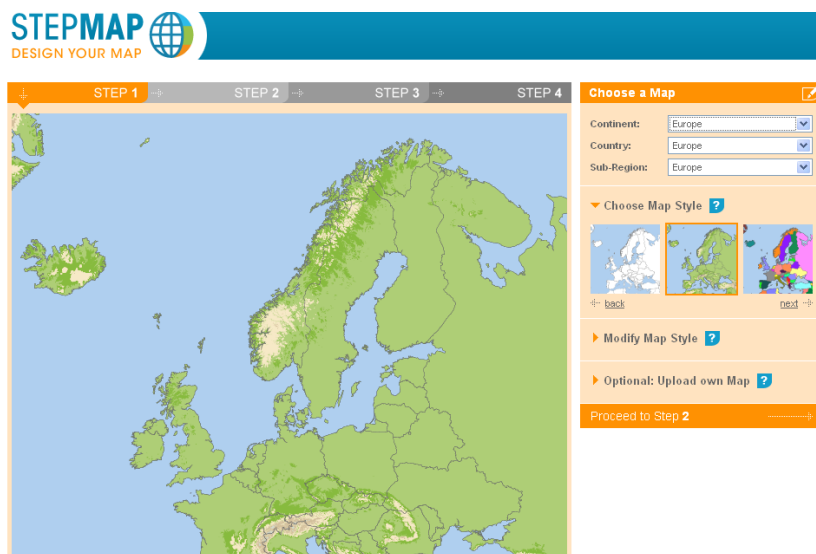 STEPMAP
DESIGN YOUR MAP
STEP 1
STEP 2
STEP 3
STEP 4
Choose a Map
Continent: Europe
Country: Europe
Sub-Region: Europe
Choose Map Style ?
back
next
Modify Map Style ?
Optional: Upload own Map ?
Proceed to Step 2